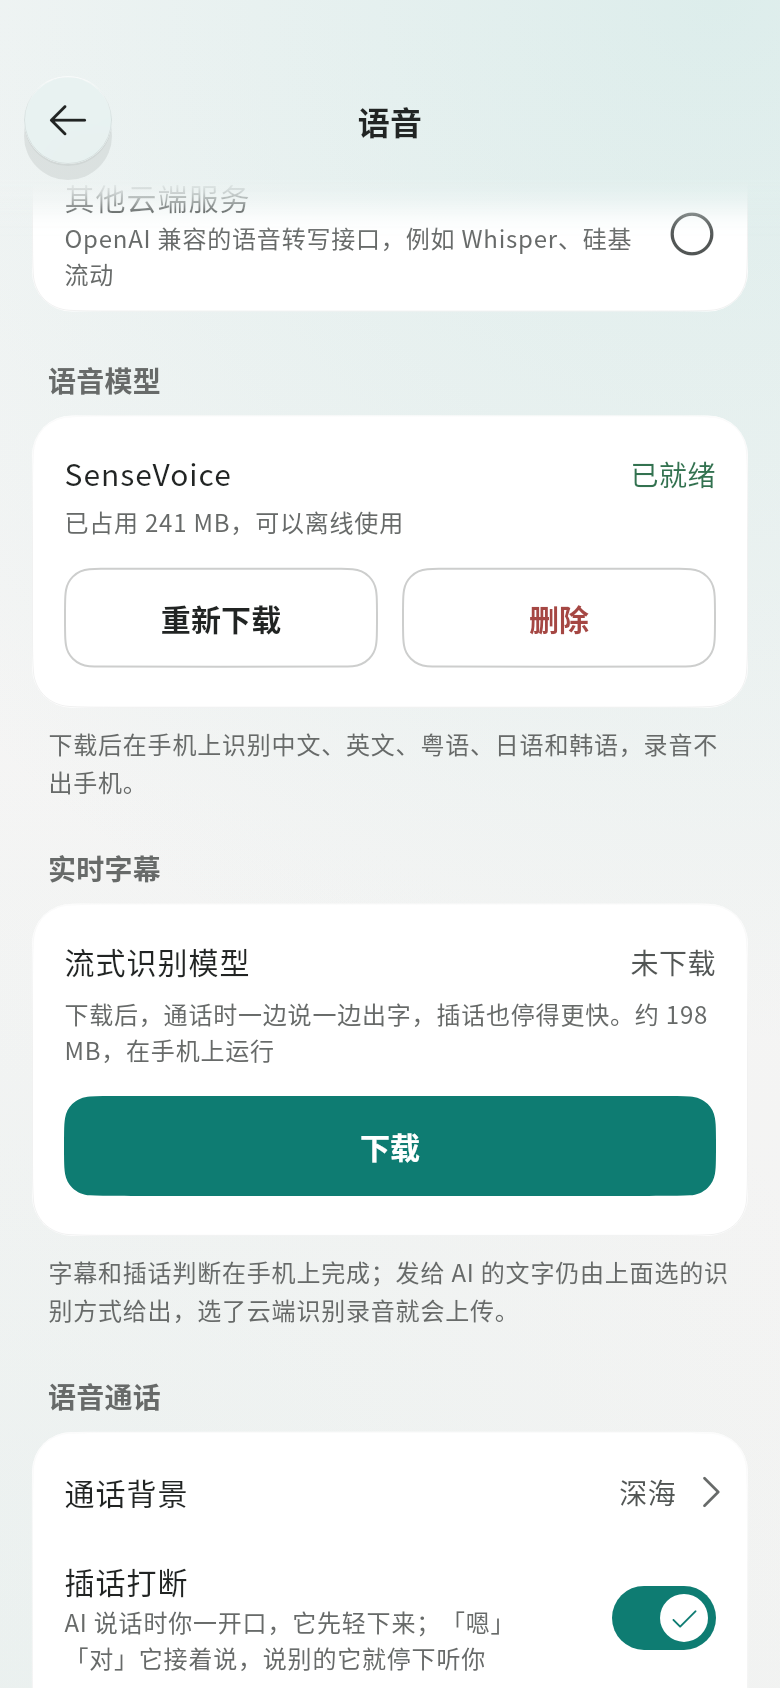 语音
其他云端服务
OpenAI 兼容的语音转写接口，例如 Whisper、硅基
流动
语音模型
SenseVoice
已就绪
已占用 241 MB，可以离线使用
重新下载
删除
下载后在手机上识别中文、英文、粤语、日语和韩语，录音不
出手机。
实时字幕
流式识别模型
未下载
下载后，通话时一边说一边出字，插话也停得更快。约 198
MB，在手机上运行
下载
字幕和插话判断在手机上完成；发给 AI 的文字仍由上面选的识
别方式给出，选了云端识别录音就会上传。
语音通话
通话背景
深海
插话打断
AI 说话时你一开口，它先轻下来；「嗯」
「对」它接着说，说别的它就停下听你